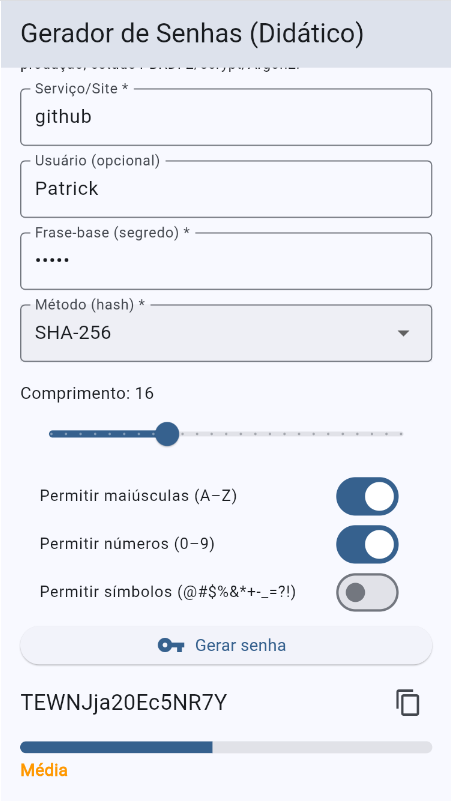 Gerador de Senhas (Didático)
Serviço/Site *
github
Usuário (opcional)
Patrick
Frase-base (segredo) *
•••••
Método (hash) *
SHA-256
Comprimento: 16
Permitir maiúsculas (A–Z)
Permitir números (0–9)
Permitir símbolos (@#$%&*+-_=?!)
Gerar senha
TEWNJja20Ec5NR7Y
Média